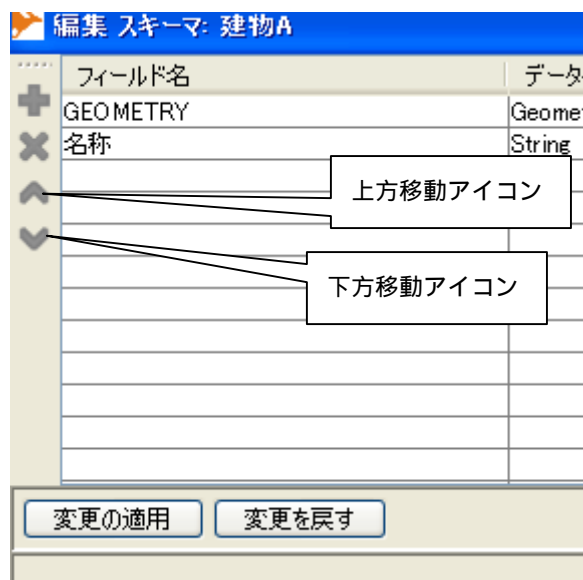 編集 スキーマ: 建物A
フィールド名 データ
GEOMETRY Geomet
名称 String
上方移動アイコン
下方移動アイコン
変更の適用 変更を戻す